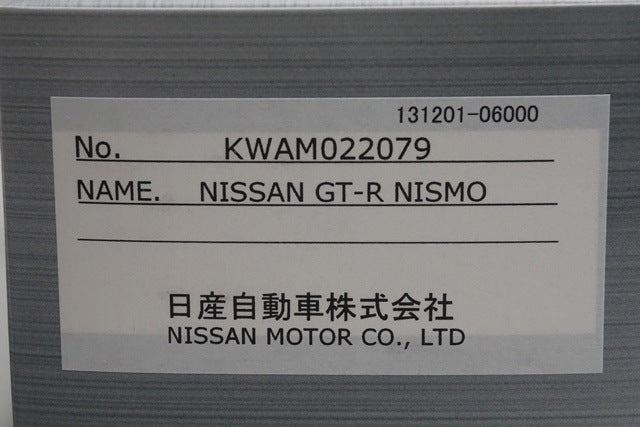 131201-06000
No. KWAM022079
NAME. NISSAN GT-R NISMO
日産自動車株式会社
NISSAN MOTOR CO., LTD